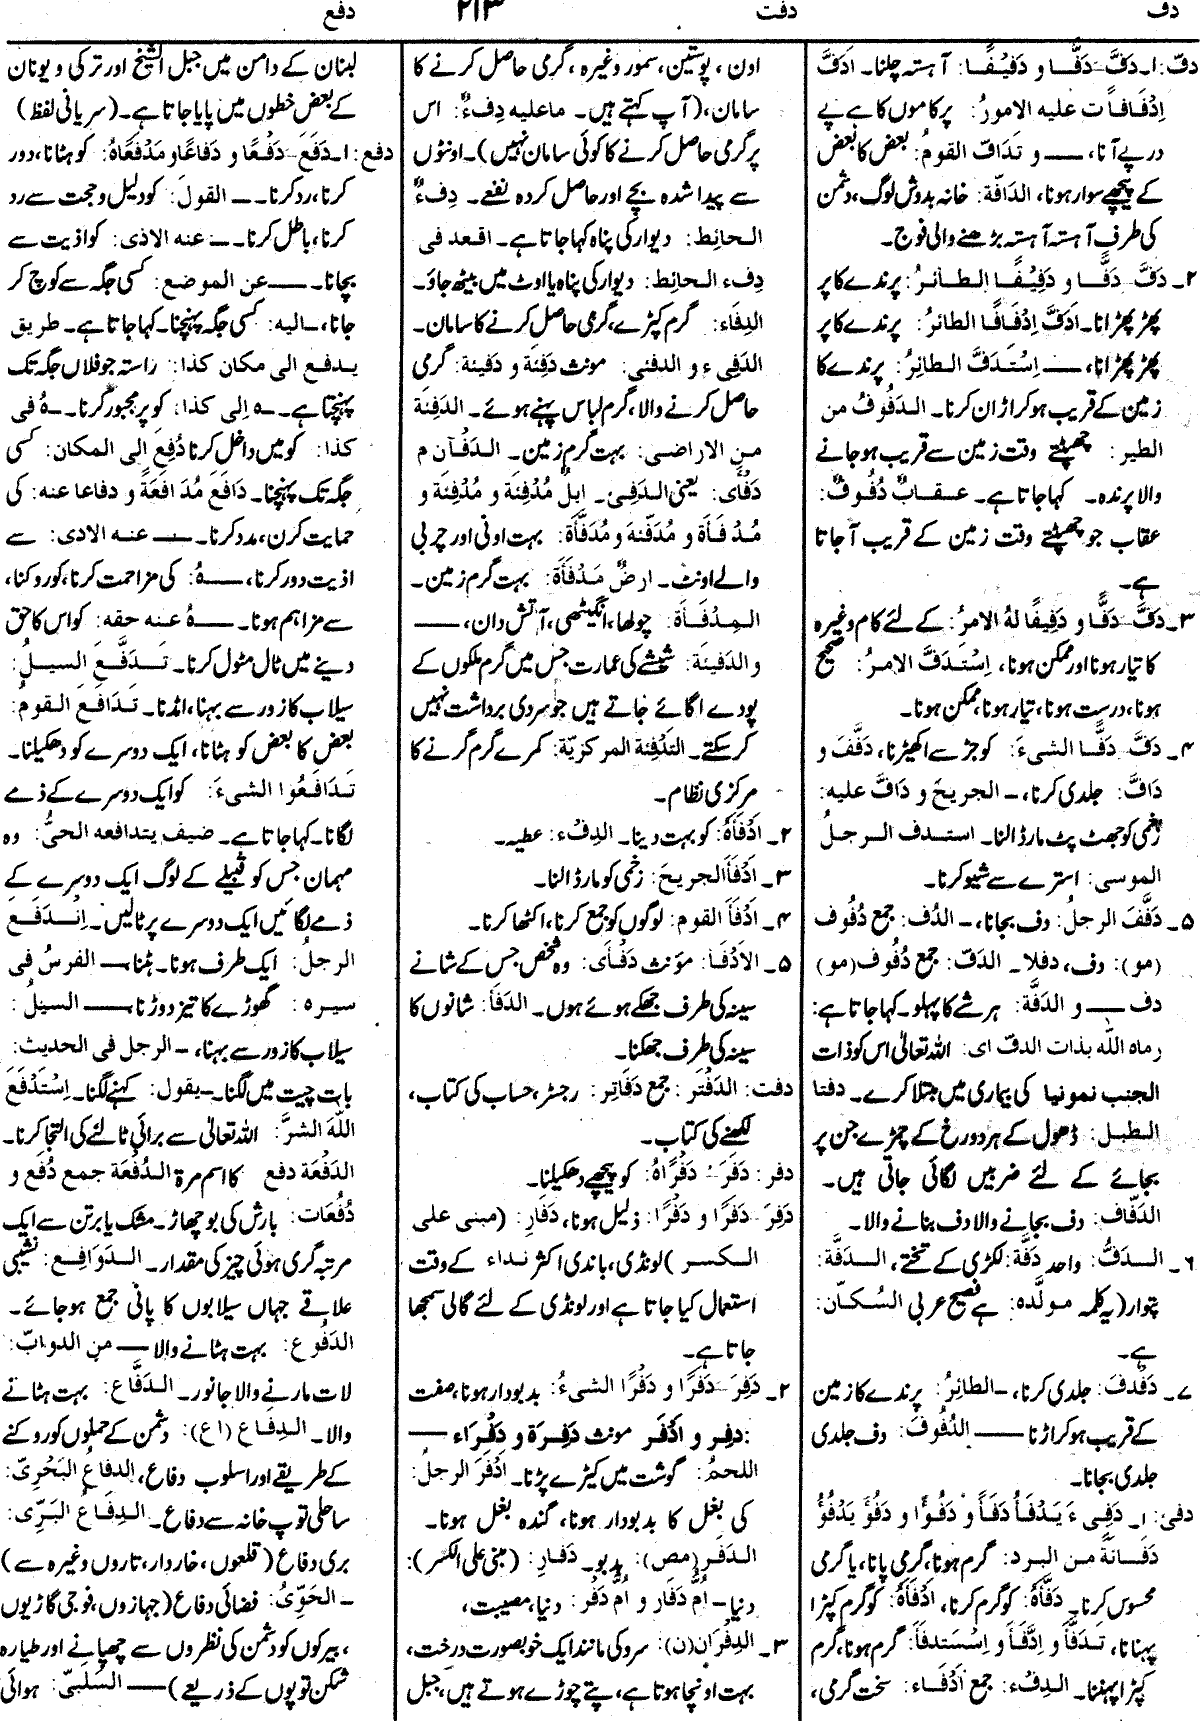 دف
دفت
۲۱۳
دفع
دفّ: ۱۔ دَفَّ۔ دَفًّا و دَفِیْفًا: آہستہ چلنا۔ اَدَفَّ
اِدْفَافاً ت علیہ الامورُ: پر کاموں کا بے پے
در پے آنا، —— و تَدَافَّ القومُ: بعض کا بعض
کے پیچھے سوار ہونا، الدَافَّة: خانہ بدوش لوگ، دشمن
کی طرف آہستہ آہستہ بڑھنے والی فوج۔
۲۔ دَفَّ۔ دَفًّا و دَفِیْفًا الطائرُ: پرندے کا پر
پھڑ پھڑانا۔ اَدَفَّ اِدْفَافًا الطائرُ: پرندے کا پر
پھڑ پھڑانا، —— اِسْتَدَفَّ الطائرُ: پرندے کا
زمین کے قریب ہو کر اڑان کرنا۔ الدَفُوفُ من
الطیر: جھپٹتے وقت زمین سے قریب ہو جانے
والا پرندہ۔ کہا جاتا ہے۔ عقابٌ دُفُوفٌ:
عقاب جو جھپٹتے وقت زمین کے قریب آ جاتا
ہے۔
۳۔ دَفَّ۔ دَفًّا و دَفِیفًا لهُ الامرُ: کے لئے کام وغیرہ
کا تیار ہونا اور ممکن ہونا، اِسْتَدَفَّ الامرُ: صحیح
ہونا، درست ہونا، تیار ہونا، ممکن ہونا۔
۴۔ دَفَّ۔ دَفًّا الشیءَ: کو جڑ سے اکھیڑنا، دَفَّفَ و
دَافَّ: جلدی کرنا، ۔ الجریحَ و دَافَّ علیہ:
زخمی کو جھٹ پٹ مار ڈالنا۔ استدف الرجلُ
الموسی: استرے سے شیو کرنا۔
۵۔ دَفَّفَ الرجلُ: دف بجانا، ۔ الدُف: جمع دُفُوف
(مو): دف، دفلا۔ الدَفّ: جمع دُفُوف (مو)
دف —— و الدَفَّة: ہر شے کا پہلو۔ کہا جاتا ہے:
رماہ اللہ بذات الدفّ ای: اللہ تعالیٰ اس کو ذات
الجنب نمونیا کی بیماری میں مبتلا کرے۔ دفتا
الطبل: ڈھول کے ہر دو رخ کے چمڑے جن پر
بجانے کے لئے ضربیں لگائی جاتی ہیں۔
الدَفَّاف: دف بجانے والا دف بنانے والا۔
۶۔ الدَفُّ: واحد دَفَّة: لکڑی کے تختے، الدَفَّة:
پتوار (یہ کلمہ مولّدہ: ہے فصیح عربی السُکّان:
ہے۔
۷۔ دَفْدَفَ: جلدی کرنا، ۔ الطائرُ: پرندے کا زمین
کے قریب ہو کر اڑنا —— الدُفُوفَ: دف جلدی
جلدی بجانا۔
دفئ: ۱۔ دَفِیءَ یَدْفَأُ دَفَأً و دَفُوْا و دَفُؤَ یَدْفُؤُ
دَفَانَةً من البرد: گرم ہونا، گرمی پانا، یا گرمی
محسوس کرنا۔ دَفَّأَهُ: کو گرم کرنا، اَدْفَأَهُ: کو گرم کپڑا
پہنانا، تَدَفَّأَ و اِدَّفَأَ و اِسْتَدفَأَ: گرم ہونا، گرم
کپڑا پہننا۔ الدِفْء: جمع اَدْفَاء: سخت گرمی،
اون، پوستین، سمور وغیرہ، گرمی حاصل کرنے کا
سامان، (آپ کہتے ہیں۔ ماعلیه دِفءٌ: اس
پر گرمی حاصل کرنے کا کوئی سامان نہیں)۔ اونٹوں
سے پیدا شدہ بچے اور حاصل کردہ نفعے۔ دِفءٌ
الحائط: دیوار کی پناہ کہا جاتا ہے۔ اقعد فی
دِفء الحائط: دیوار کی پناہ یا اوٹ میں بیٹھ جاؤ۔
الدِفَاء: گرم کپڑے، گرمی حاصل کرنے کا سامان۔
الدَفِیء و الدفئی: مونث دَفِئة و دفیئة: گرمی
حاصل کرنے والا، گرم لباس پہنے ہوئے۔ الدَفِئة
من الاراضی: بہت گرم زمین۔ الدَفْآن م
دَفْأی: یعنی الدَفِئ۔ ابلٌ مُدْفِئَة و مُدْفِئة و
مُدْفَأَة و مُدَفِّئَة و مُدَفَّأَة: بہت اونی اور چربی
والے اونٹ۔ ارضٌ مَدْفَأَة: بہت گرم زمین۔
المِدْفَأة: چولھا، انگیٹھی، آتش دان، ——
و الدَفِیئة: شیشے کی عمارت جس میں گرم ملکوں کے
پودے اگائے جاتے ہیں جو سردی برداشت نہیں
کر سکتے۔ التَدْفِئة المرکزیّة: کمرے گرم کرنے کا
مرکزی نظام۔
۲۔ اَدْفَأَهُ: کو بہت دینا۔ الدِفْء: عطیہ۔
۳۔ اَدْفَأَ الجریحَ: زخمی کو مار ڈالنا۔
۴۔ اَدْفَأَ القوم: لوگوں کو جمع کرنا، اکٹھا کرنا۔
۵۔ الاَدْفَا: مؤنث دَفْأی: وہ شخص جس کے شانے
سینہ کی طرف جھکے ہوئے ہوں۔ الدَفَأ: شانوں کا
سینہ کی طرف جھکنا۔
دفت: الدَفْتَر: جمع دَفَاتِر: رجسٹر، حساب کی کتاب،
لکھنے کی کتاب۔
دفر: دَفَرَ۔ دَفْرًا هُ: کو پیچھے دھکیلنا۔
دَفِرَ۔ دَفَرًا و دَفْرًا: ذلیل ہونا، دَفَارِ: (مبنی علی
الکسر) لونڈی، باندی اکثر نداء کے وقت
استعمال کیا جاتا ہے اور لونڈی کے لئے گالی سمجھا
جاتا ہے۔
۲۔ دَفِرَ۔ دَفَرًا و دَفْرًا الشیءُ: بدبودار ہونا، صفت
:دفِر و اَدْفَر مونث دَفِرَة و دَفْرَاء ——
اللحمُ: گوشت میں کیڑے پڑنا۔ اَدْفَرَ الرجلُ:
کی بغل کا بدبودار ہونا، گندہ بغل ہونا۔
الدَفَر (مص): بدبو۔ دَفَارِ: (مبنی علی الکسر):
دنیا۔ اُمُّ دَفَارِ و اُمُّ دَفَر: دنیا، مصیبت،
۳۔ الدِفْرَان (ن): سرو کی مانند ایک خوبصورت درخت،
بہت اونچا ہوتا ہے، پتے چوڑے ہوتے ہیں، جبل
لبنان کے دامن میں جبل الشیخ اور ترکی و یونان
کے بعض خطوں میں پایا جاتا ہے۔ (سریانی لفظ)
دفع: ۱۔ دَفَعَ۔ دَفْعًا و دَفَاعًا و مَدْفَعًا هُ: کو ہٹانا، دور
کرنا، رد کرنا۔ ۔۔ القولَ: کو دلیل و حجت سے رد
کرنا، باطل کرنا۔ ۔۔ عنه الاذی: کو اذیت سے
بچانا۔ —— عن الموضع: کسی جگہ سے کوچ کر
جانا، ۔۔ الیه: کسی جگہ پہنچنا۔ کہا جاتا ہے۔ طریق
یدفع الی مکان کذا: راستہ جو فلاں جگہ تک
پہنچتا ہے۔ ۔۔ ہ اِلی کذا: کو پر مجبور کرنا۔ ۔۔ ہُ فی
کذا: کو میں داخل کرنا دُفِعَ الی المکان: کسی
جگہ تک پہنچنا۔ دَافَعَ مُدَافَعَةً و دفاعا عنه: کی
حمایت کرن، مدد کرنا۔ —— عنه الادی: سے
اذیت دور کرنا، —— هُ: کی مزاحمت کرنا، کو روکنا،
سے مزاہم ہونا۔ —— هُ عنه حقه: کو اس کا حق
دینے میں ٹال مٹول کرنا۔ تَدَفَّعَ السیلُ:
سیلاب کا زور سے بہنا، اڈنا۔ تَدَافَعَ القومُ:
بعض کا بعض کو ہٹانا، ایک دوسرے کو دھکیلنا۔
تَدَافَعُوا الشیءَ: کو ایک دوسرے کے ذمے
لگانا۔ کہا جاتا ہے۔ ضیف یتدافعه الحیُّ: وہ
مہمان جس کو قبیلے کے لوگ ایک دوسرے کے
ذمے لگائیں ایک دوسرے پر ٹالیں۔ اِنْدَفَعَ
الرجلُ: ایک طرف ہونا۔ ہٹنا —— الفرسُ فی
سیرہ: گھوڑے کا تیز دوڑنا —— السیلُ:
سیلاب کا زور سے بہنا، ۔ الرجل فی الحدیث:
بات چیت میں لگنا۔ ۔ یقول: کہنے لگنا۔ اِسْتَدْفَعَ
اللهَ الشرَّ: اللہ تعالیٰ سے برائی ٹالنے کی التجا کرنا۔
الدَفْعَة دفع کا اسم مرة الدُفْعَة جمع دُفَع و
دُفُعَات: بارش کی بوچھاڑ۔ مشک یا برتن سے ایک
مرتبہ گری ہوئی چیز کی مقدار۔ الدَوَافِع: نشیبی
علاقے جہاں سیلابوں کا پانی جمع ہو جائے۔
الدَفُوع: بہت ہٹانے والا —— من الدوابّ:
لات مارنے والا جانور۔ الدَفَّاع: بہت ہٹانے
والا۔ الدِفَاع (اع): دشمن کے حملوں کو روکنے
کے طریقے اور اسلوب دفاع، الدفاعُ البَحْرِیّ:
ساحلی توپ خانہ سے دفاع۔ الدِفَاعُ البَرِّی:
بری دفاع (قلعوں، خاردار، تاروں وغیرہ سے)
۔ الحَوِّیُ: فضائی دفاع (جہازوں، فوجی گاڑیوں
، بیرکوں کو دشمن کی نظروں سے چھپانے اور طیارہ
شکن توپوں کے ذریعے) —— السَّلْبِیّ: ہوائی